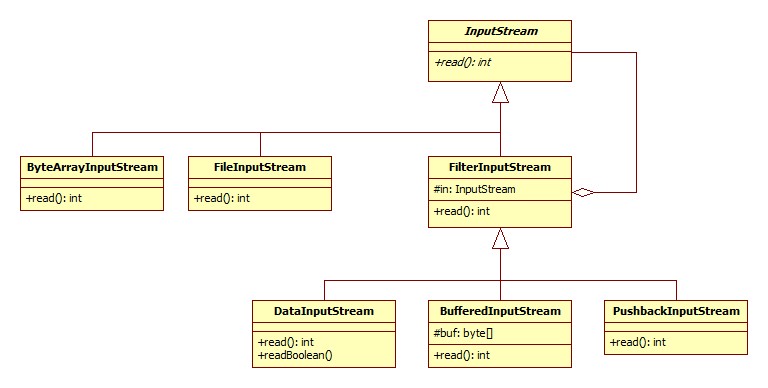 InputStream
+read(): int
ByteArrayInputStream
+read(): int
FileInputStream
+read(): int
FilterInputStream
#in: InputStream
+read(): int
DataInputStream
+read(): int
+readBoolean()
BufferedInputStream
#buf: byte[]
+read(): int
PushbackInputStream
+read(): int